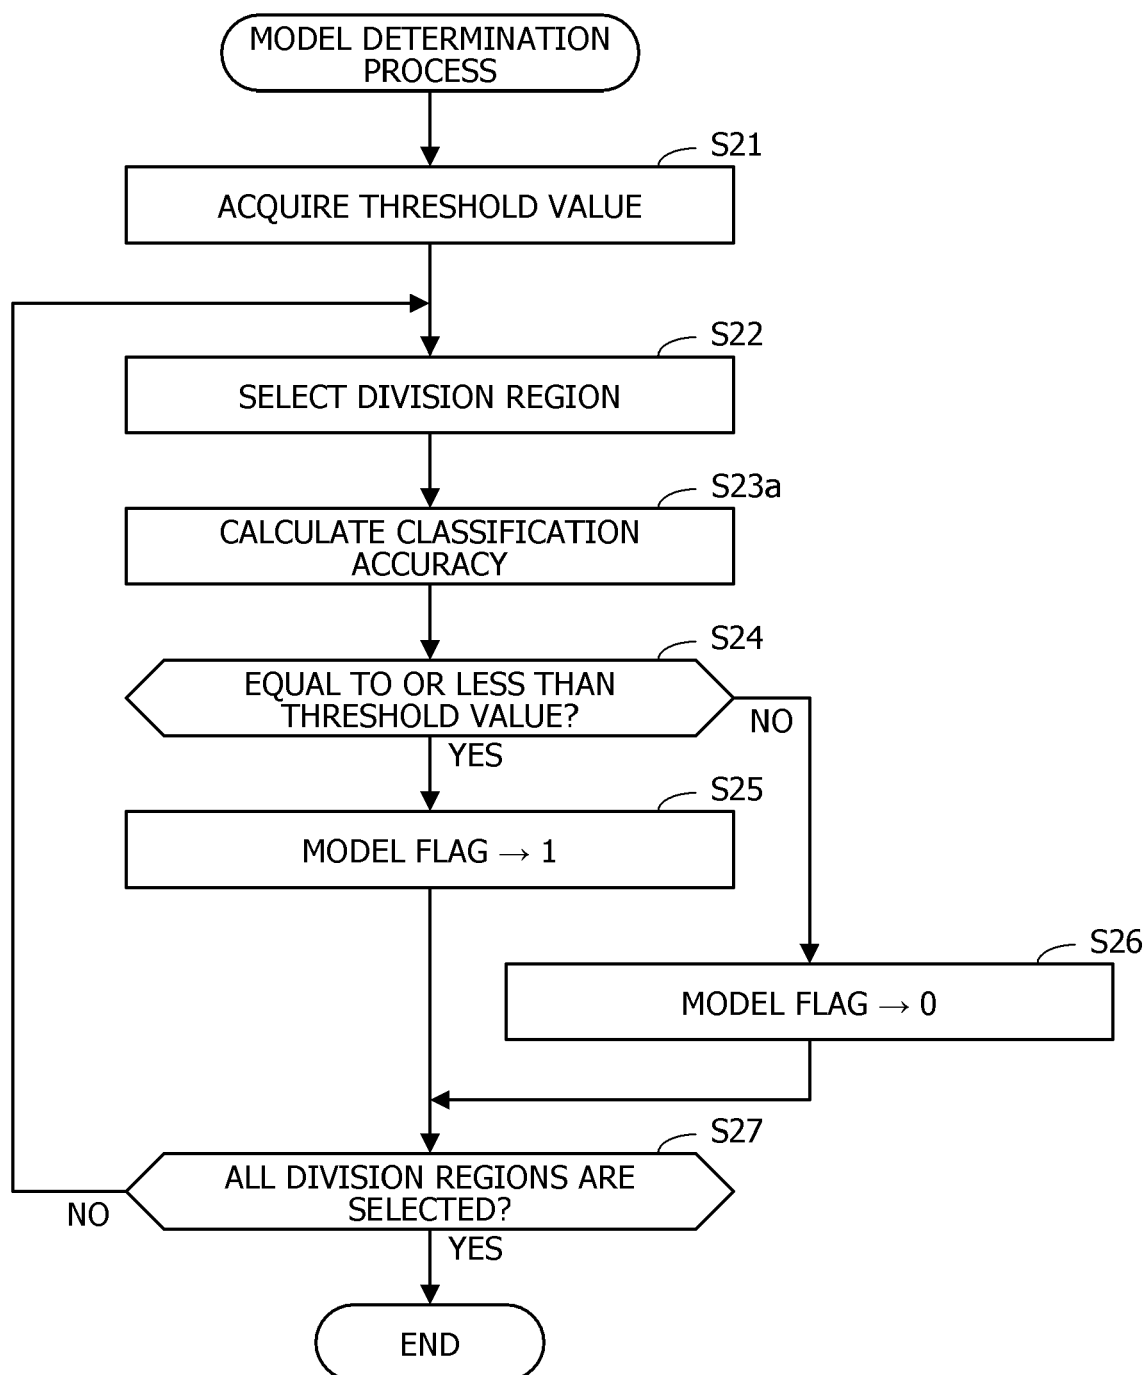 MODEL DETERMINATION
PROCESS
S21
ACQUIRE THRESHOLD VALUE
S22
SELECT DIVISION REGION
S23a
CALCULATE CLASSIFICATION
ACCURACY
S24
EQUAL TO OR LESS THAN
THRESHOLD VALUE?
NO
YES
S25
MODEL FLAG → 1
S26
MODEL FLAG → 0
S27
ALL DIVISION REGIONS ARE
SELECTED?
NO
YES
END